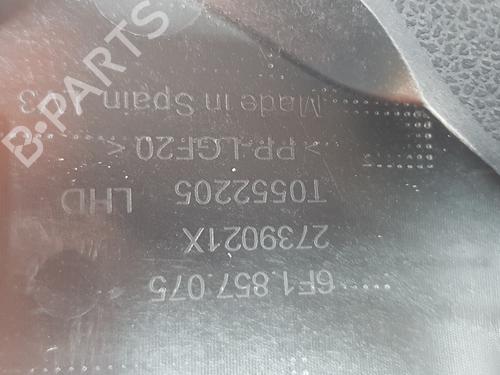 6F1.857.075
2739021X
T0552205 LHD
>PP-LGF20<
Made in Spain
B-PARTS